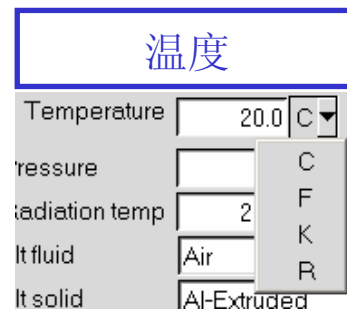 温度
Temperature 20.0 C
C
ressure
F
adiation temp 2
K
lt fluid Air
R
lt solid Al-Extruded